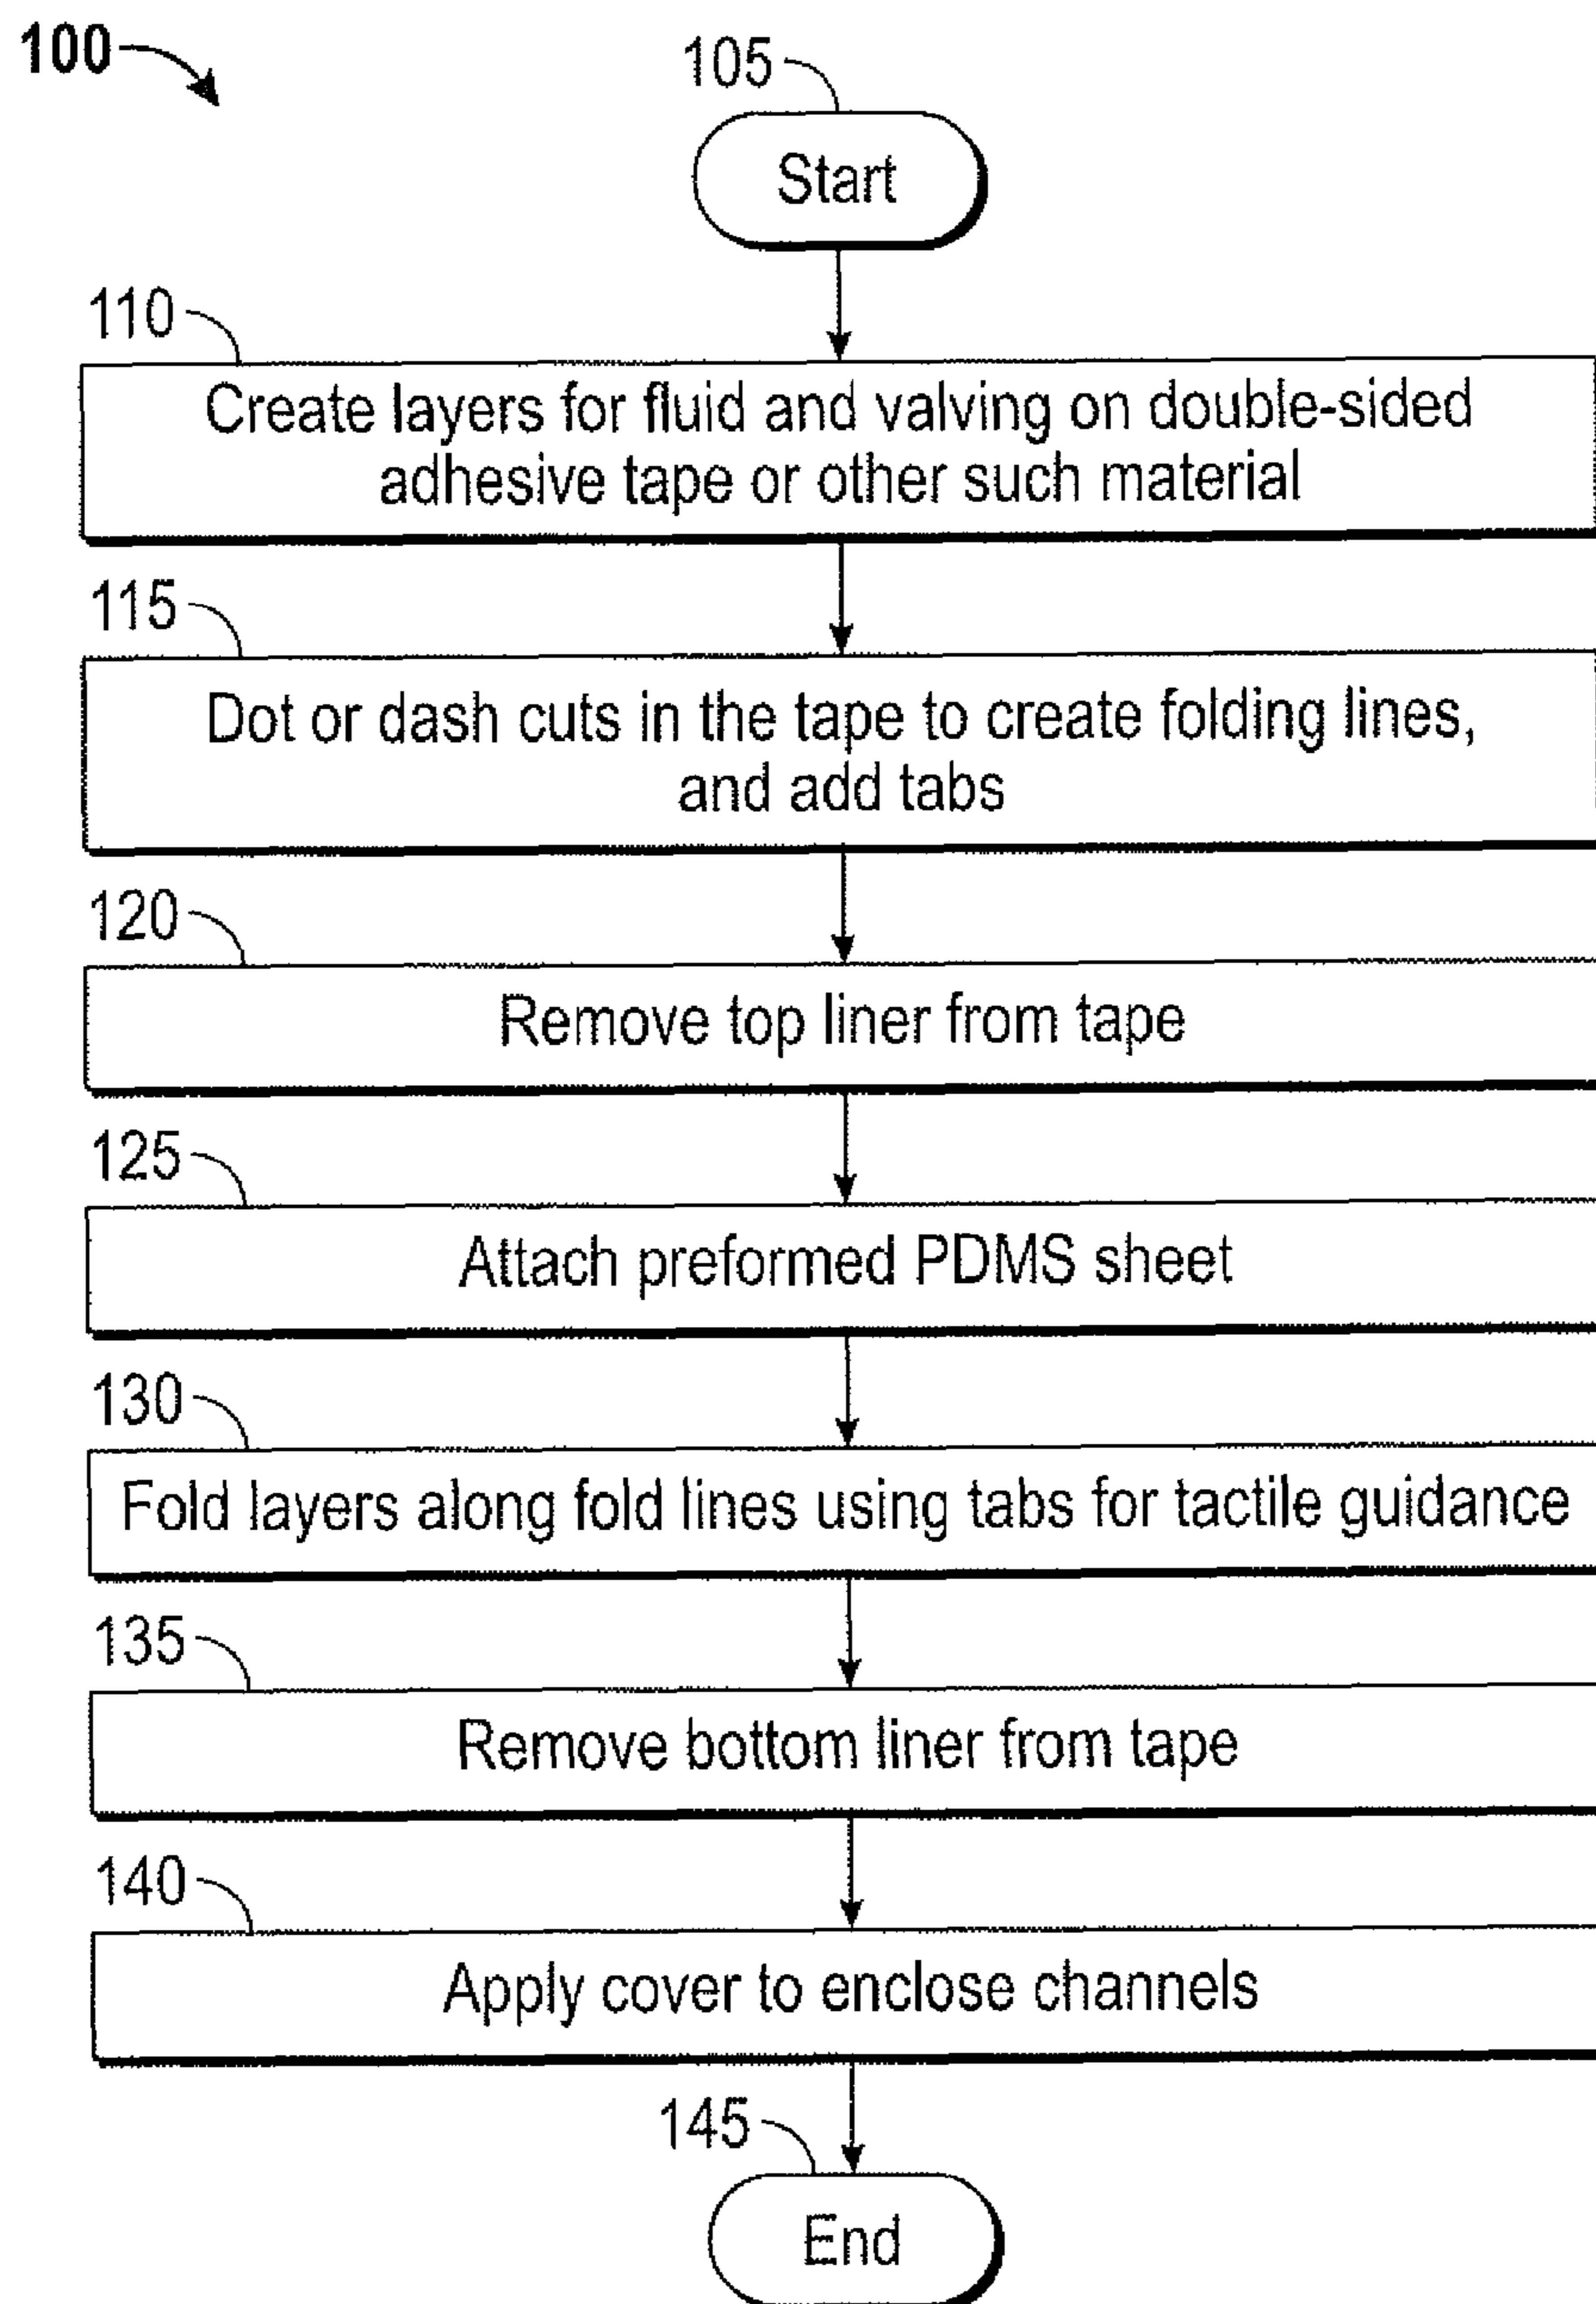 100
105
Start
110
Create layers for fluid and valving on double-sided
adhesive tape or other such material
115
Dot or dash cuts in the tape to create folding lines,
and add tabs
120
Remove top liner from tape
125
Attach preformed PDMS sheet
130
Fold layers along fold lines using tabs for tactile guidance
135
Remove bottom liner from tape
140
Apply cover to enclose channels
145
End